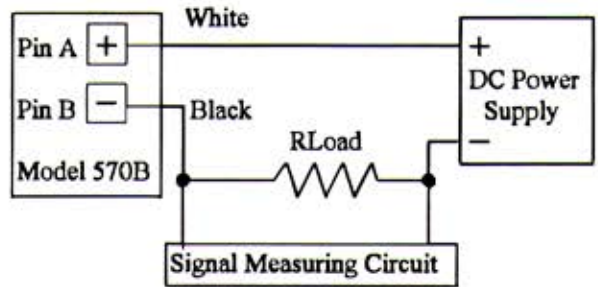 White
Pin A +
+
DC Power
Supply
Pin B −
Black
−
RLoad
Model 570B
Signal Measuring Circuit